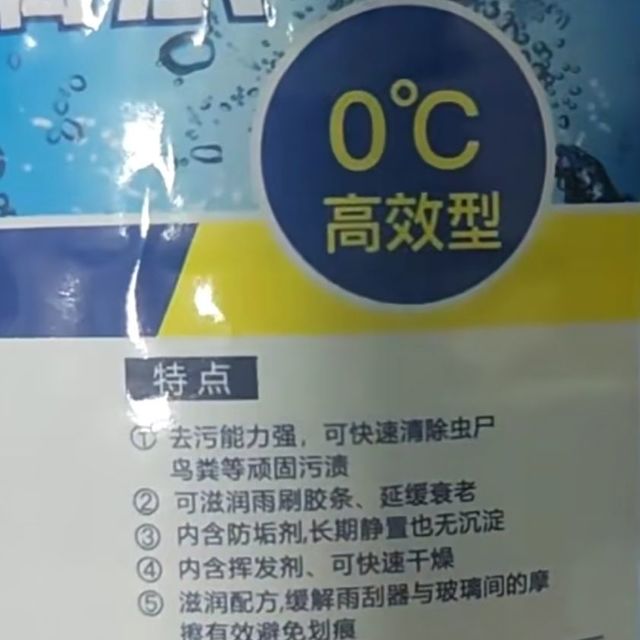 0℃
高效型
特点
① 去污能力强，可快速清除虫尸
鸟粪等顽固污渍
② 可滋润雨刷胶条、延缓衰老
③ 内含防垢剂,长期静置也无沉淀
④ 内含挥发剂、可快速干燥
⑤ 滋润配方,缓解雨刮器与玻璃间的摩
擦有效避免划痕